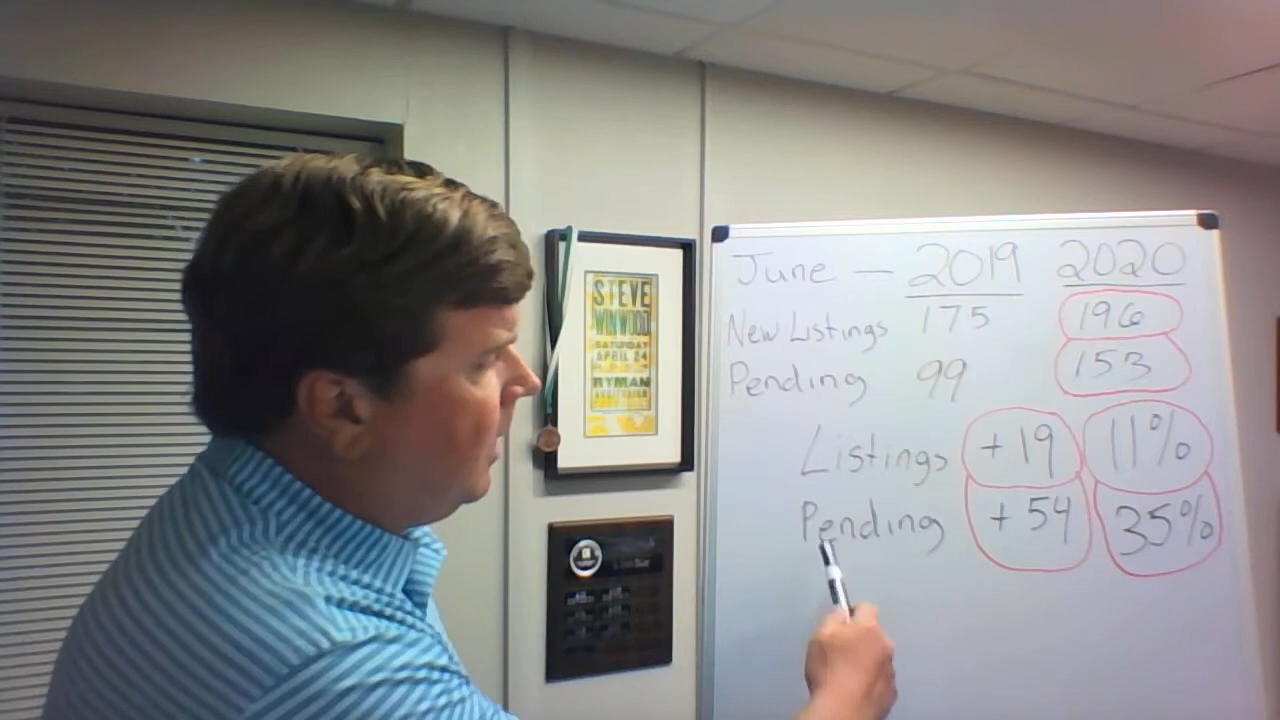 STEVE
WINWOOD
SATURDAY
APRIL 24
RYMAN
AUDITORIUM
June — 2019 2020
New Listings 175 196
Pending 99 153
Listings +19 11%
Pending +54 35%